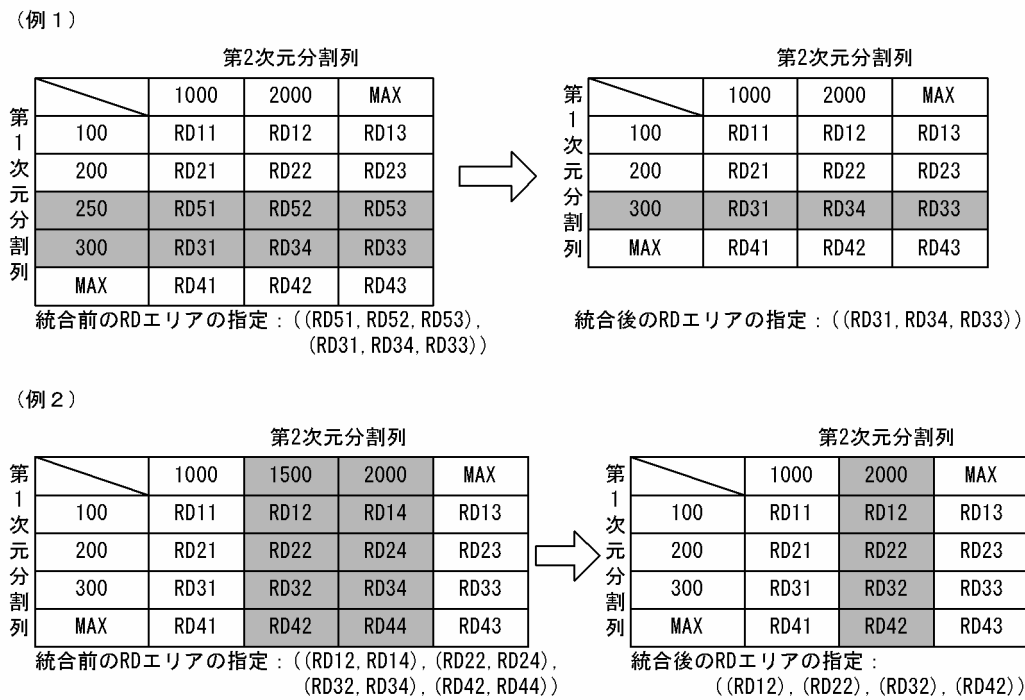 （例１）
第2次元分割列
第1次元分割列
1000 2000 MAX
100 RD11 RD12 RD13
200 RD21 RD22 RD23
250 RD51 RD52 RD53
300 RD31 RD34 RD33
MAX RD41 RD42 RD43
統合前のRDエリアの指定：((RD51,RD52,RD53),
(RD31,RD34,RD33))
第2次元分割列
第1次元分割列
1000 2000 MAX
100 RD11 RD12 RD13
200 RD21 RD22 RD23
300 RD31 RD34 RD33
MAX RD41 RD42 RD43
統合後のRDエリアの指定：((RD31,RD34,RD33))
（例２）
第2次元分割列
第1次元分割列
1000 1500 2000 MAX
100 RD11 RD12 RD14 RD13
200 RD21 RD22 RD24 RD23
300 RD31 RD32 RD34 RD33
MAX RD41 RD42 RD44 RD43
統合前のRDエリアの指定：((RD12,RD14),(RD22,RD24),
(RD32,RD34),(RD42,RD44))
第2次元分割列
第1次元分割列
1000 2000 MAX
100 RD11 RD12 RD13
200 RD21 RD22 RD23
300 RD31 RD32 RD33
MAX RD41 RD42 RD43
統合後のRDエリアの指定：
((RD12),(RD22),(RD32),(RD42))